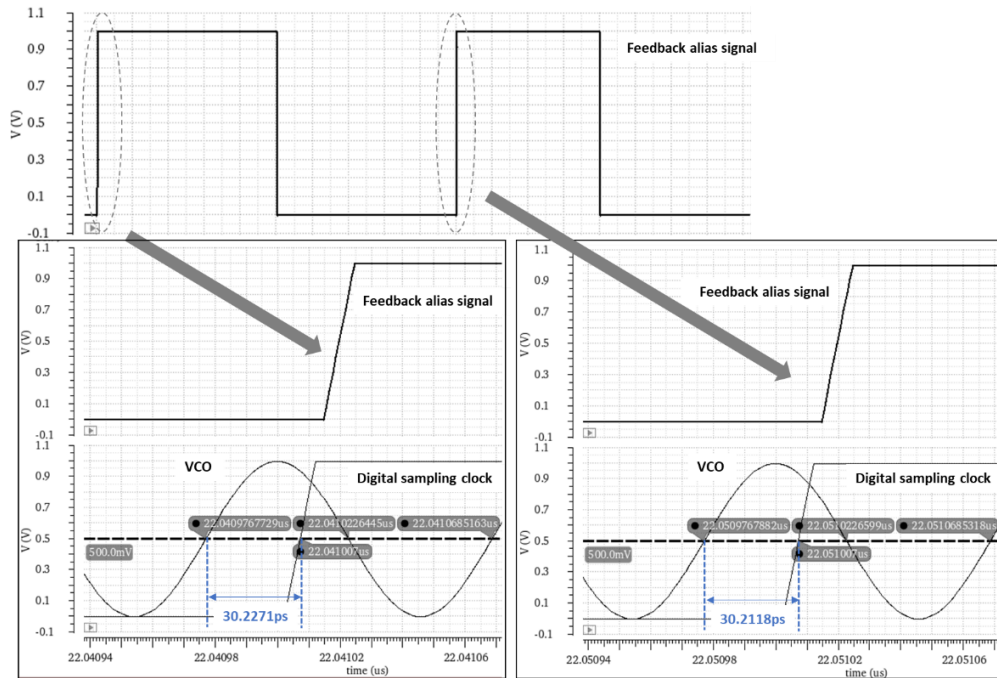 1.1
0.9
0.7
0.5
0.3
0.1
-0.1
V (V)
Feedback alias signal
1.1
0.9
0.7
0.5
0.3
0.1
-0.1
V (V)
Feedback alias signal
1.1
0.9
0.7
0.5
0.3
0.1
-0.1
V (V)
VCO
Digital sampling clock
22.0409767729us
22.0410226445us
22.0410685163us
500.0mV
22.041007us
30.2271ps
22.04094
22.04098
22.04102
22.04106
time (us)
1.1
0.9
0.7
0.5
0.3
0.1
-0.1
V (V)
Feedback alias signal
1.1
0.9
0.7
0.5
0.3
0.1
-0.1
V (V)
VCO
Digital sampling clock
22.0509767882us
22.0510226599us
22.0510685318us
500.0mV
22.051007us
30.2118ps
22.05094
22.05098
22.05102
22.05106
time (us)